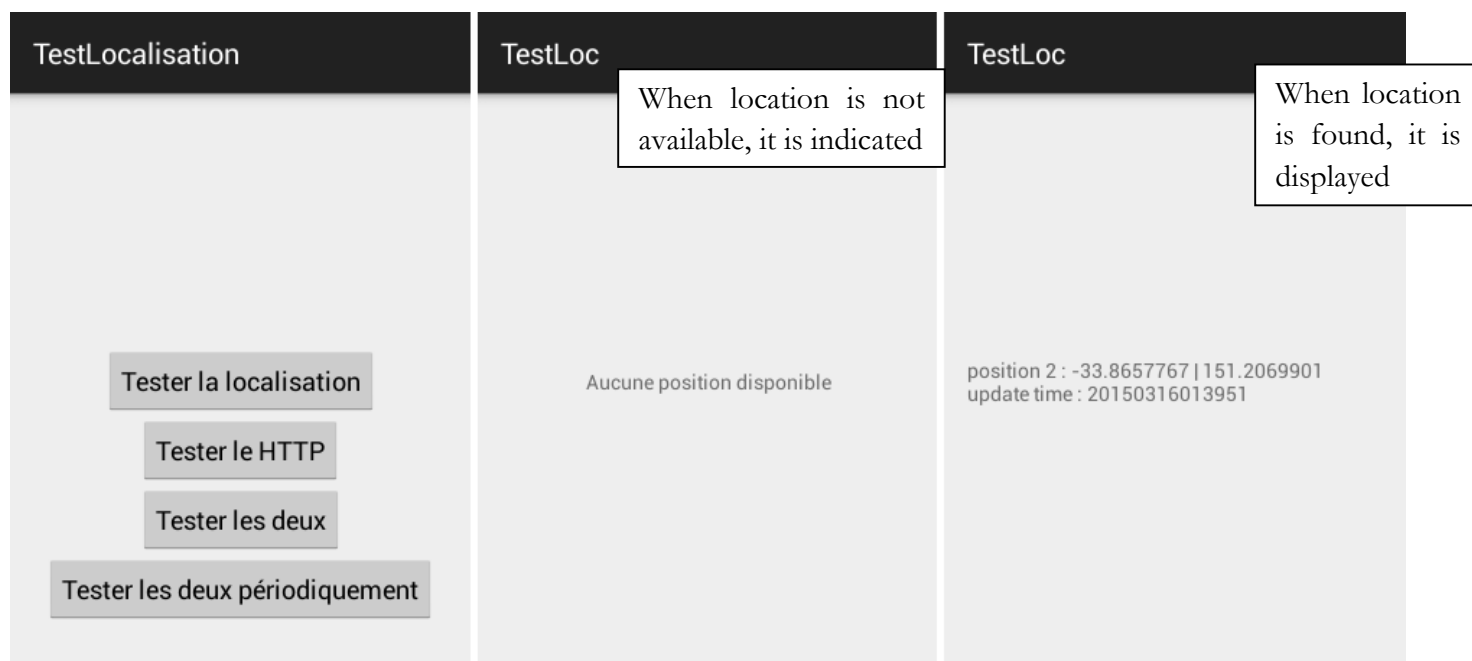 TestLocalisation
Tester la localisation
Tester le HTTP
Tester les deux
Tester les deux périodiquement
TestLoc
When location is not
available, it is indicated
Aucune position disponible
TestLoc
When location
is found, it is
displayed
position 2 : -33.8657767 | 151.2069901
update time : 20150316013951